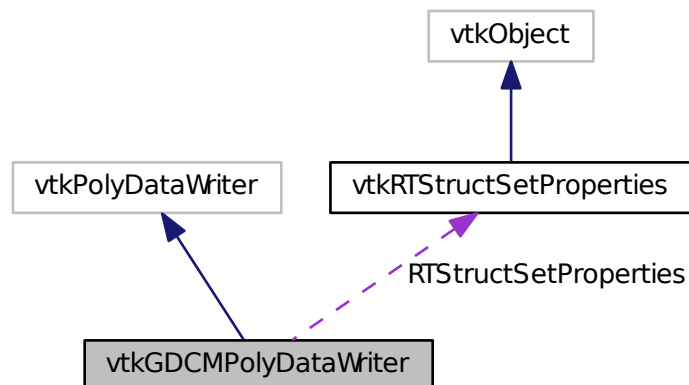 vtkObject
vtkPolyDataWriter
vtkRTStructSetProperties
RTStructSetProperties
vtkGDCMPolyDataWriter